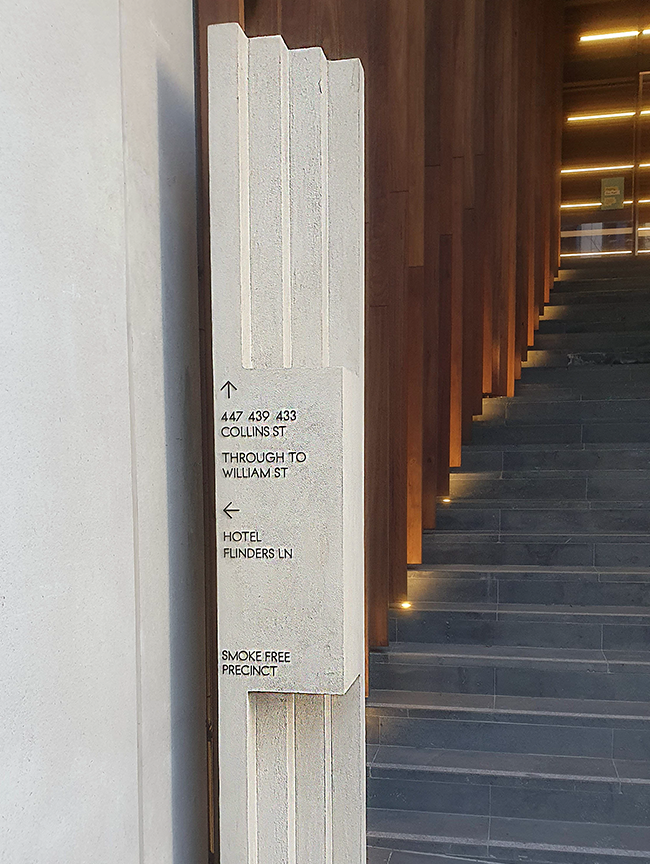 ↑
447 439 433
COLLINS ST
THROUGH TO
WILLIAM ST
←
HOTEL
FLINDERS LN
SMOKE FREE
PRECINCT